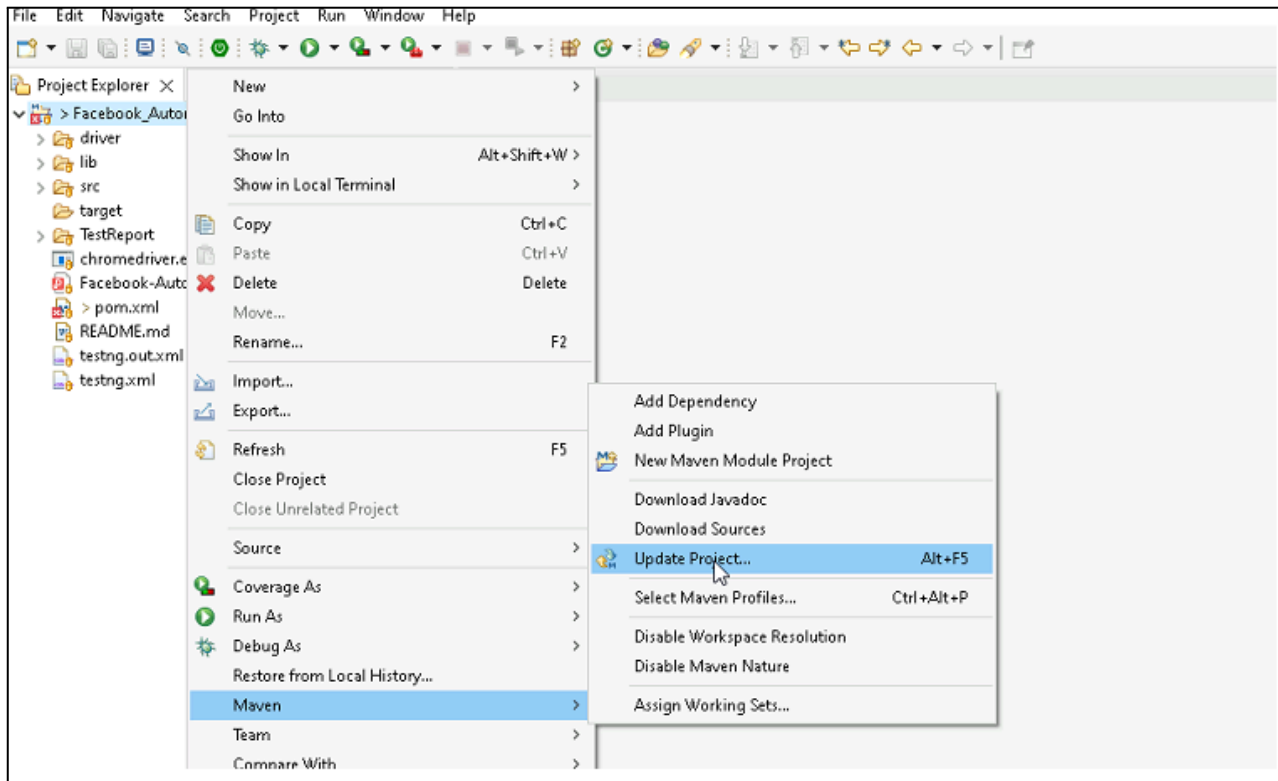 File Edit Navigate Search Project Run Window Help
Project Explorer
> Facebook_Autor
driver
lib
src
target
TestReport
chromedriver.e
Facebook-Autc
> pom.xml
README.md
testng.out.xml
testng.xml
New
Go Into
Show In Alt+Shift+W >
Show in Local Terminal
Copy Ctrl+C
Paste Ctrl+V
Delete Delete
Move...
Rename... F2
Import...
Export...
Refresh F5
Close Project
Close Unrelated Project
Source
Coverage As
Run As
Debug As
Restore from Local History...
Maven
Team
Compare With
Add Dependency
Add Plugin
New Maven Module Project
Download Javadoc
Download Sources
Update Project... Alt+F5
Select Maven Profiles... Ctrl+Alt+P
Disable Workspace Resolution
Disable Maven Nature
Assign Working Sets...